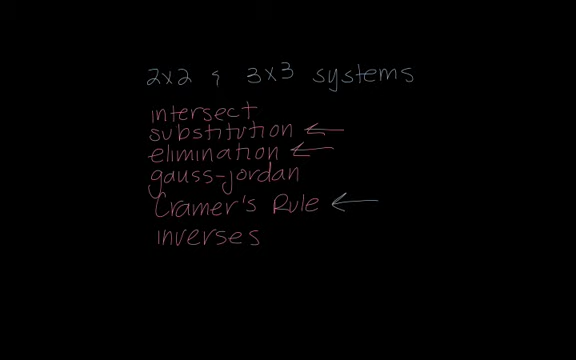 2x2 & 3x3 systems
intersect
substitution ←
elimination ←
gauss-jordan
Cramer's Rule ←
inverses